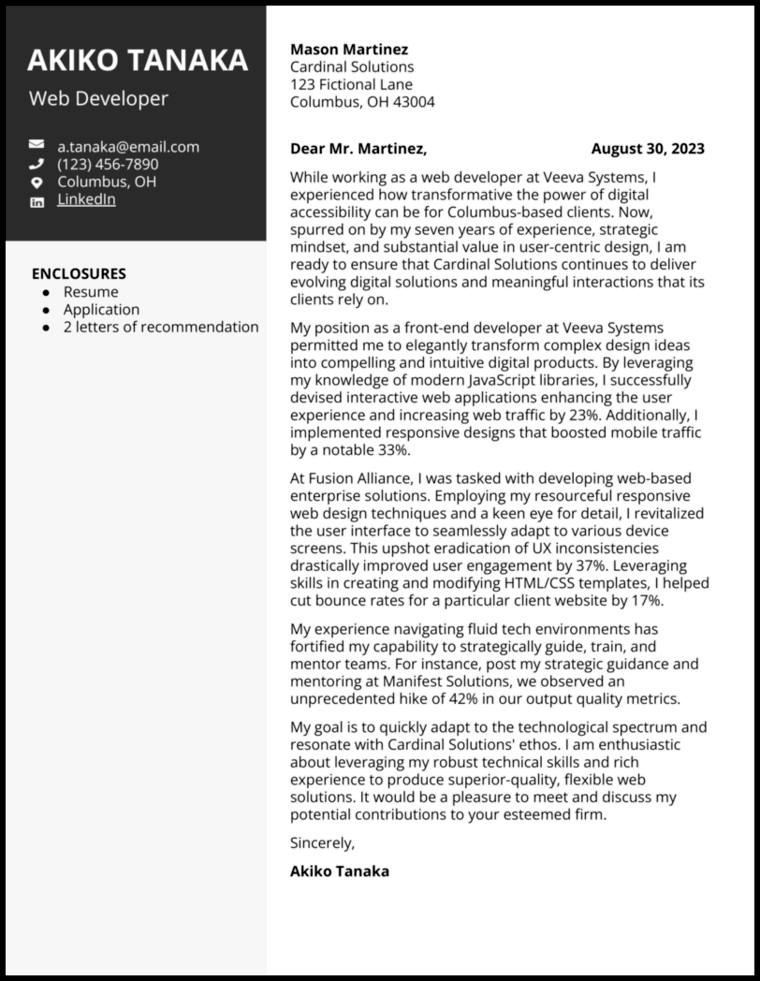 AKIKO TANAKA
Web Developer
a.tanaka@email.com
(123) 456-7890
Columbus, OH
LinkedIn
ENCLOSURES
● Resume
● Application
● 2 letters of recommendation
Mason Martinez
Cardinal Solutions
123 Fictional Lane
Columbus, OH 43004
Dear Mr. Martinez, August 30, 2023
While working as a web developer at Veeva Systems, I
experienced how transformative the power of digital
accessibility can be for Columbus-based clients. Now,
spurred on by my seven years of experience, strategic
mindset, and substantial value in user-centric design, I am
ready to ensure that Cardinal Solutions continues to deliver
evolving digital solutions and meaningful interactions that its
clients rely on.
My position as a front-end developer at Veeva Systems
permitted me to elegantly transform complex design ideas
into compelling and intuitive digital products. By leveraging
my knowledge of modern JavaScript libraries, I successfully
devised interactive web applications enhancing the user
experience and increasing web traffic by 23%. Additionally, I
implemented responsive designs that boosted mobile traffic
by a notable 33%.
At Fusion Alliance, I was tasked with developing web-based
enterprise solutions. Employing my resourceful responsive
web design techniques and a keen eye for detail, I revitalized
the user interface to seamlessly adapt to various device
screens. This upshot eradication of UX inconsistencies
drastically improved user engagement by 37%. Leveraging
skills in creating and modifying HTML/CSS templates, I helped
cut bounce rates for a particular client website by 17%.
My experience navigating fluid tech environments has
fortified my capability to strategically guide, train, and
mentor teams. For instance, post my strategic guidance and
mentoring at Manifest Solutions, we observed an
unprecedented hike of 42% in our output quality metrics.
My goal is to quickly adapt to the technological spectrum and
resonate with Cardinal Solutions' ethos. I am enthusiastic
about leveraging my robust technical skills and rich
experience to produce superior-quality, flexible web
solutions. It would be a pleasure to meet and discuss my
potential contributions to your esteemed firm.
Sincerely,
Akiko Tanaka